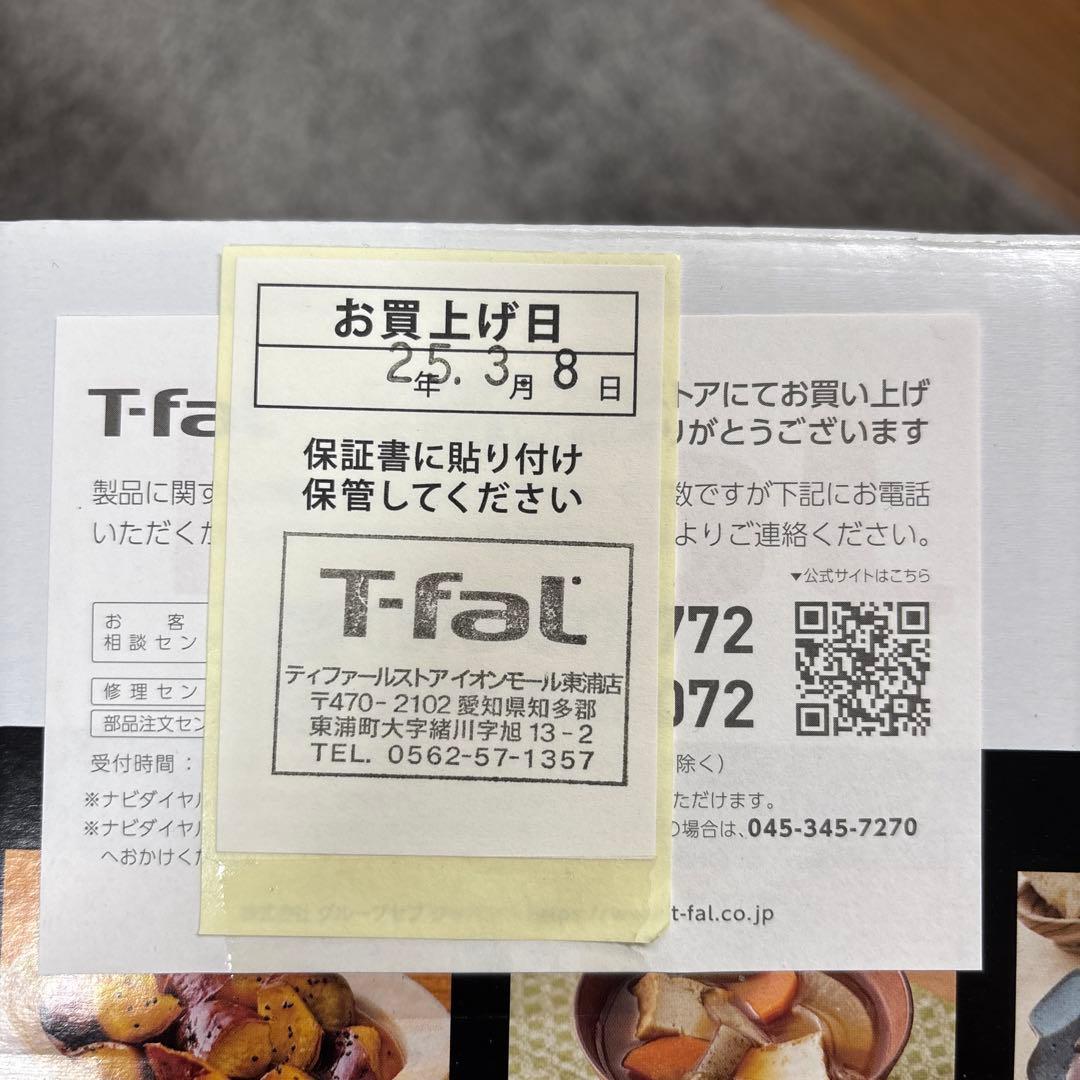 お買上げ日
25年.3月8日
保証書に貼り付け
保管してください
T-fal
ティファールストア イオンモール東浦店
〒470-2102 愛知県知多郡
東浦町大字緒川字旭13-2
TEL. 0562-57-1357
T-fa
トアにてお買い上げ
りがとうございます
製品に関す
数ですが下記にお電話
いただくか
よりご連絡ください。
▼公式サイトはこちら
お客
相談セン
772
修理セン
072
部品注文セン
受付時間:
除く)
※ナビダイヤル
ただけます。
※ナビダイヤル
の場合は、045-345-7270
へおかけくだ
t-fal.co.jp